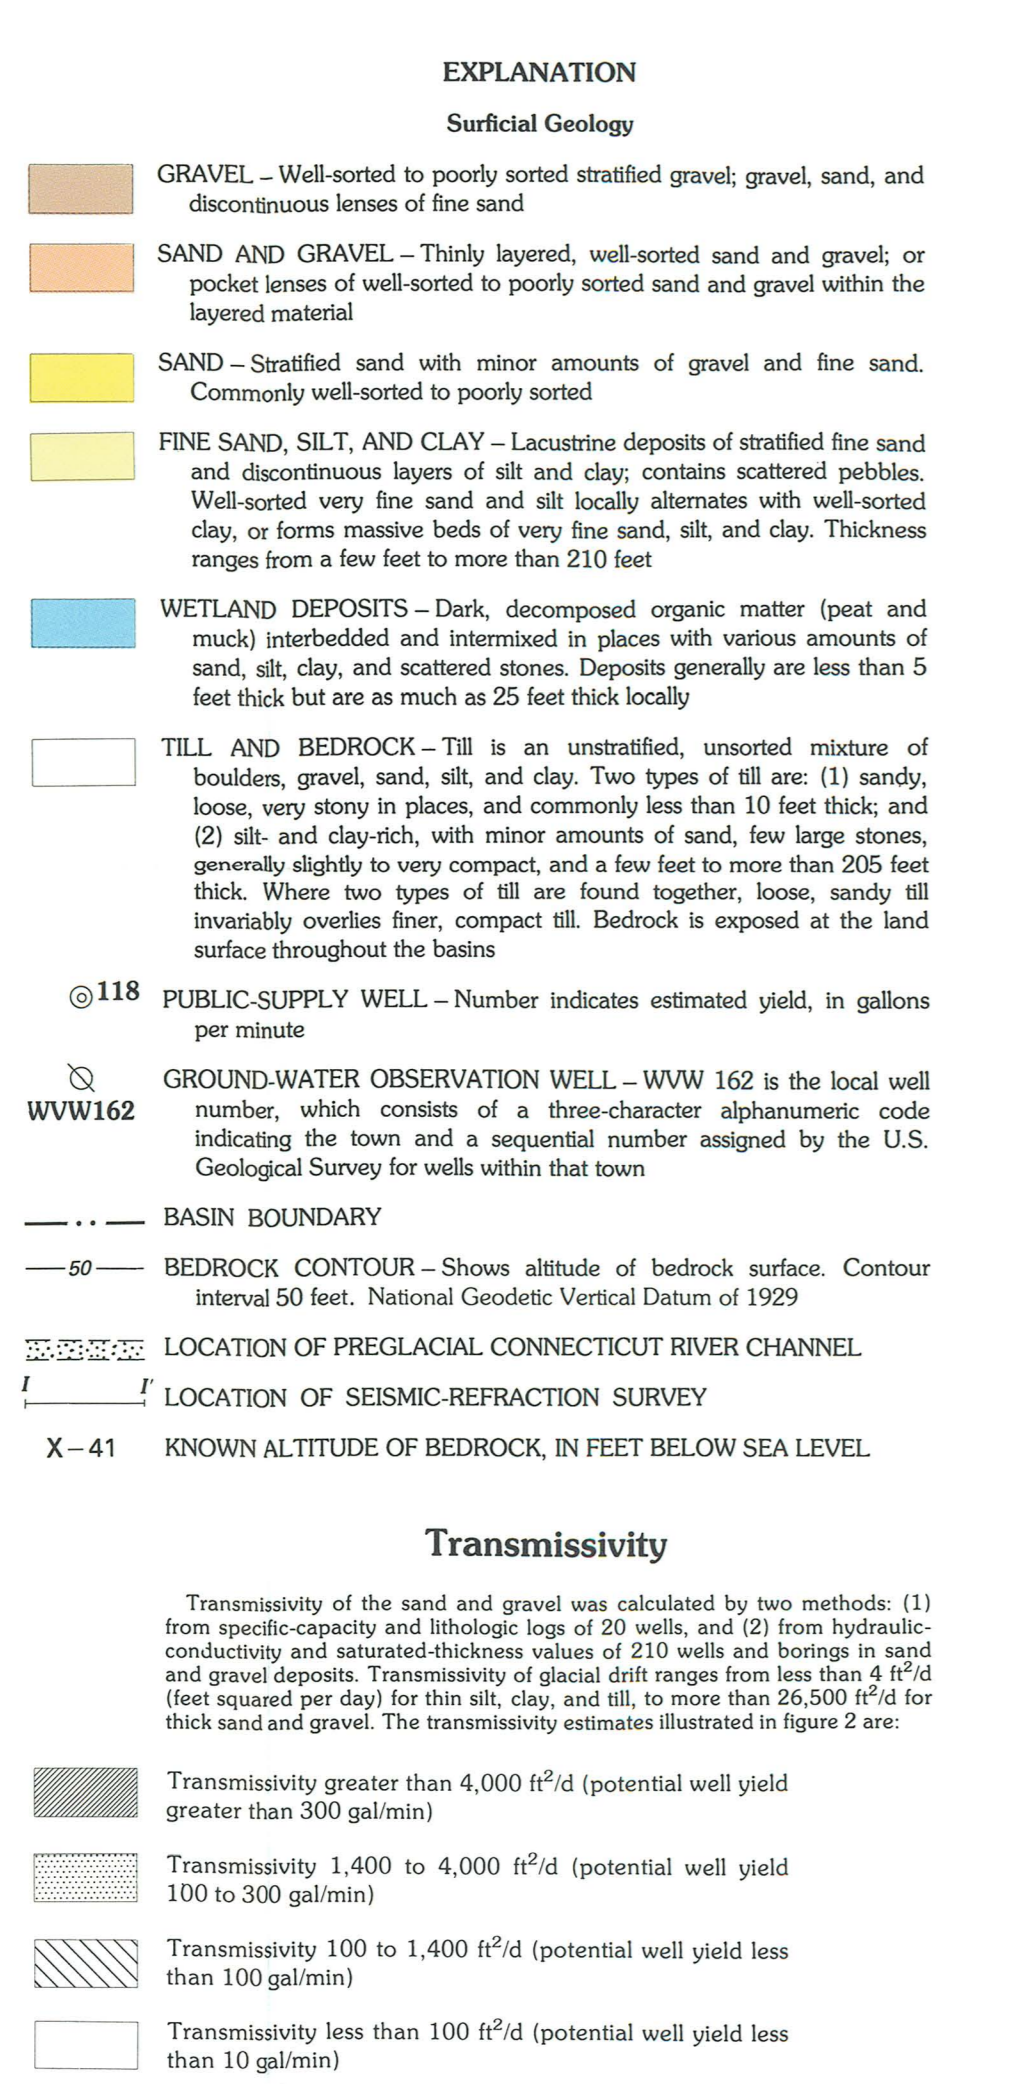 EXPLANATION
Surficial Geology
GRAVEL – Well-sorted to poorly sorted stratified gravel; gravel, sand, and
discontinuous lenses of fine sand
SAND AND GRAVEL – Thinly layered, well-sorted sand and gravel; or
pocket lenses of well-sorted to poorly sorted sand and gravel within the
layered material
SAND – Stratified sand with minor amounts of gravel and fine sand.
Commonly well-sorted to poorly sorted
FINE SAND, SILT, AND CLAY – Lacustrine deposits of stratified fine sand
and discontinuous layers of silt and clay; contains scattered pebbles.
Well-sorted very fine sand and silt locally alternates with well-sorted
clay, or forms massive beds of very fine sand, silt, and clay. Thickness
ranges from a few feet to more than 210 feet
WETLAND DEPOSITS – Dark, decomposed organic matter (peat and
muck) interbedded and intermixed in places with various amounts of
sand, silt, clay, and scattered stones. Deposits generally are less than 5
feet thick but are as much as 25 feet thick locally
TILL AND BEDROCK – Till is an unstratified, unsorted mixture of
boulders, gravel, sand, silt, and clay. Two types of till are: (1) sandy,
loose, very stony in places, and commonly less than 10 feet thick; and
(2) silt- and clay-rich, with minor amounts of sand, few large stones,
generally slightly to very compact, and a few feet to more than 205 feet
thick. Where two types of till are found together, loose, sandy till
invariably overlies finer, compact till. Bedrock is exposed at the land
surface throughout the basins
118 PUBLIC-SUPPLY WELL – Number indicates estimated yield, in gallons
per minute
GROUND-WATER OBSERVATION WELL – WVW 162 is the local well
WVW162 number, which consists of a three-character alphanumeric code
indicating the town and a sequential number assigned by the U.S.
Geological Survey for wells within that town
BASIN BOUNDARY
50 BEDROCK CONTOUR – Shows altitude of bedrock surface. Contour
interval 50 feet. National Geodetic Vertical Datum of 1929
LOCATION OF PREGLACIAL CONNECTICUT RIVER CHANNEL
I I′ LOCATION OF SEISMIC-REFRACTION SURVEY
X – 41 KNOWN ALTITUDE OF BEDROCK, IN FEET BELOW SEA LEVEL
Transmissivity
Transmissivity of the sand and gravel was calculated by two methods: (1)
from specific-capacity and lithologic logs of 20 wells, and (2) from hydraulic-
conductivity and saturated-thickness values of 210 wells and borings in sand
and gravel deposits. Transmissivity of glacial drift ranges from less than 4 ft²/d
(feet squared per day) for thin silt, clay, and till, to more than 26,500 ft²/d for
thick sand and gravel. The transmissivity estimates illustrated in figure 2 are:
Transmissivity greater than 4,000 ft²/d (potential well yield
greater than 300 gal/min)
Transmissivity 1,400 to 4,000 ft²/d (potential well yield
100 to 300 gal/min)
Transmissivity 100 to 1,400 ft²/d (potential well yield less
than 100 gal/min)
Transmissivity less than 100 ft²/d (potential well yield less
than 10 gal/min)